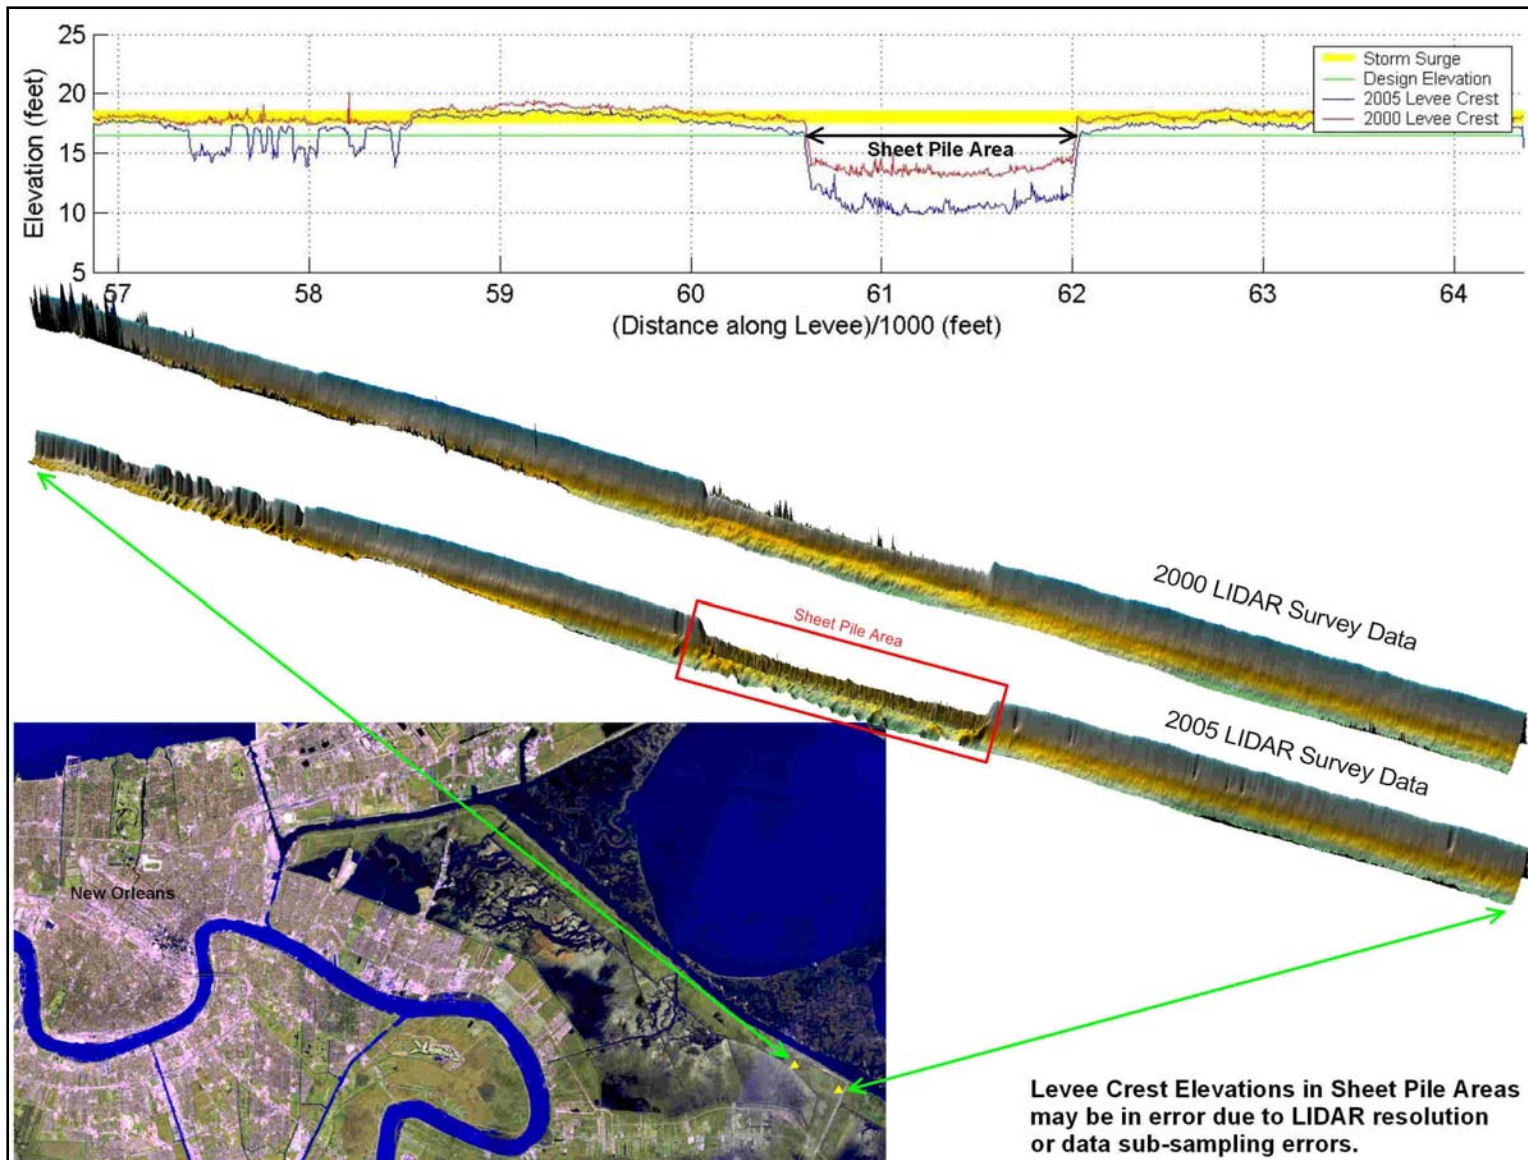 25
20
15
10
5
Elevation (feet)
Storm Surge
Design Elevation
2005 Levee Crest
2000 Levee Crest
Sheet Pile Area
57 58 59 60 61 62 63 64
(Distance along Levee)/1000 (feet)
2000 LIDAR Survey Data
Sheet Pile Area
2005 LIDAR Survey Data
New Orleans
Levee Crest Elevations in Sheet Pile Areas
may be in error due to LIDAR resolution
or data sub-sampling errors.